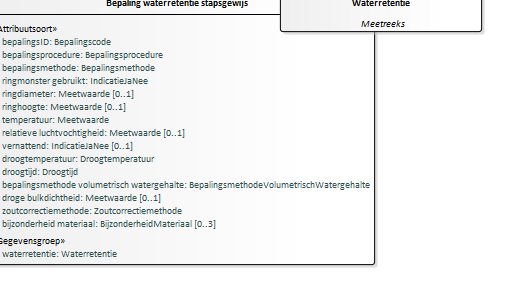 Bepaling waterretentie stapsgewijs
Waterretentie
Meetreeks
Attribuutsoort»
bepalingsID: Bepalingscode
bepalingsprocedure: Bepalingsprocedure
bepalingsmethode: Bepalingsmethode
ringmonster gebruikt: IndicatieJaNee
ringdiameter: Meetwaarde [0..1]
ringhoogte: Meetwaarde [0..1]
temperatuur: Meetwaarde
relatieve luchtvochtigheid: Meetwaarde [0..1]
vernattend: IndicatieJaNee [0..1]
droogtemperatuur: Droogtemperatuur
droogtijd: Droogtijd
bepalingsmethode volumetrisch watergehalte: BepalingsmethodeVolumetrischWatergehalte
droge bulkdichtheid: Meetwaarde [0..1]
zoutcorrectiemethode: Zoutcorrectiemethode
bijzonderheid materiaal: BijzonderheidMateriaal [0..3]
Gegevensgroep»
waterretentie: Waterretentie